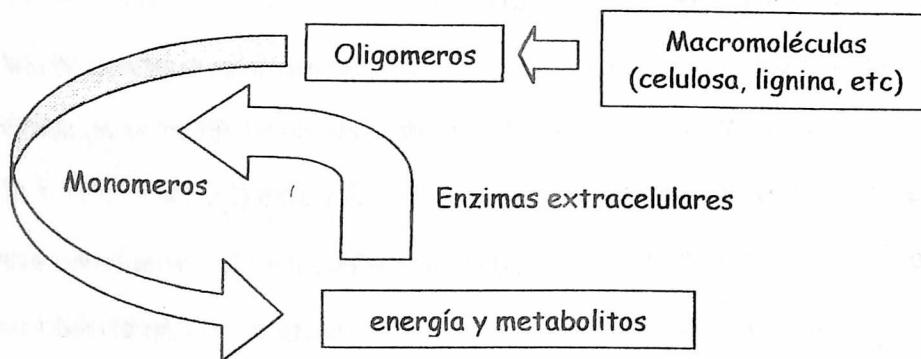 Oligomeros
Macromoléculas
(celulosa, lignina, etc)
Monomeros
Enzimas extracelulares
energía y metabolitos